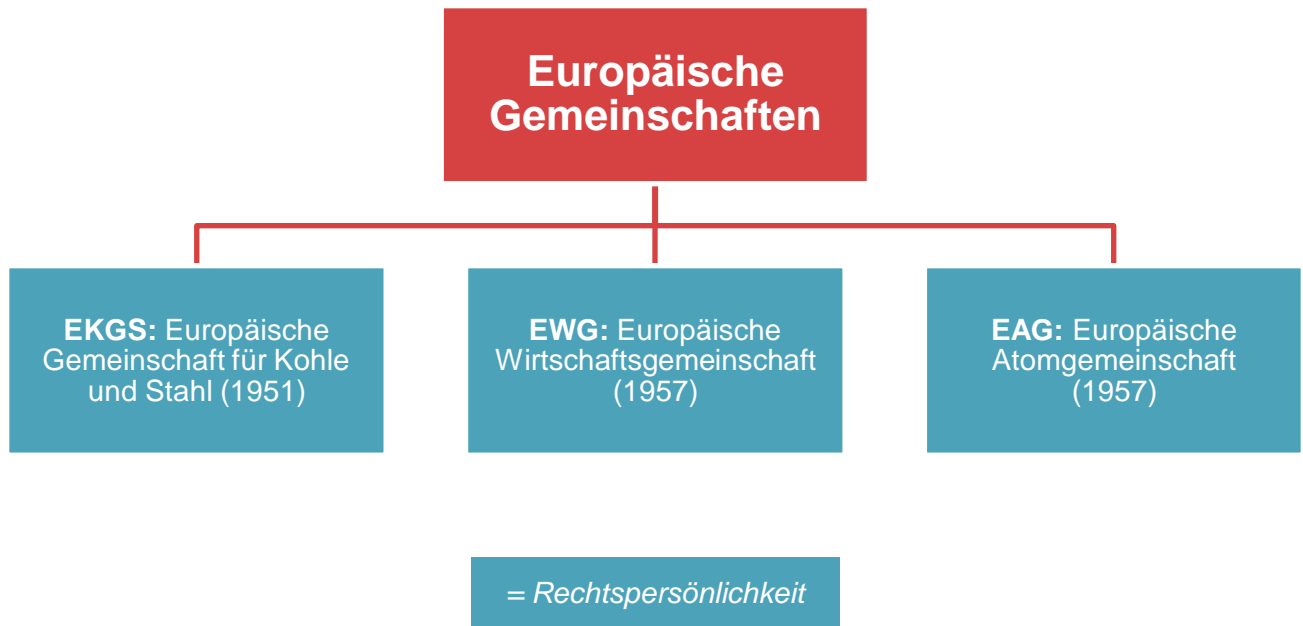 Europäische
Gemeinschaften
EKGS: Europäische
Gemeinschaft für Kohle
und Stahl (1951)
EWG: Europäische
Wirtschaftsgemeinschaft
(1957)
EAG: Europäische
Atomgemeinschaft
(1957)
= Rechtspersönlichkeit